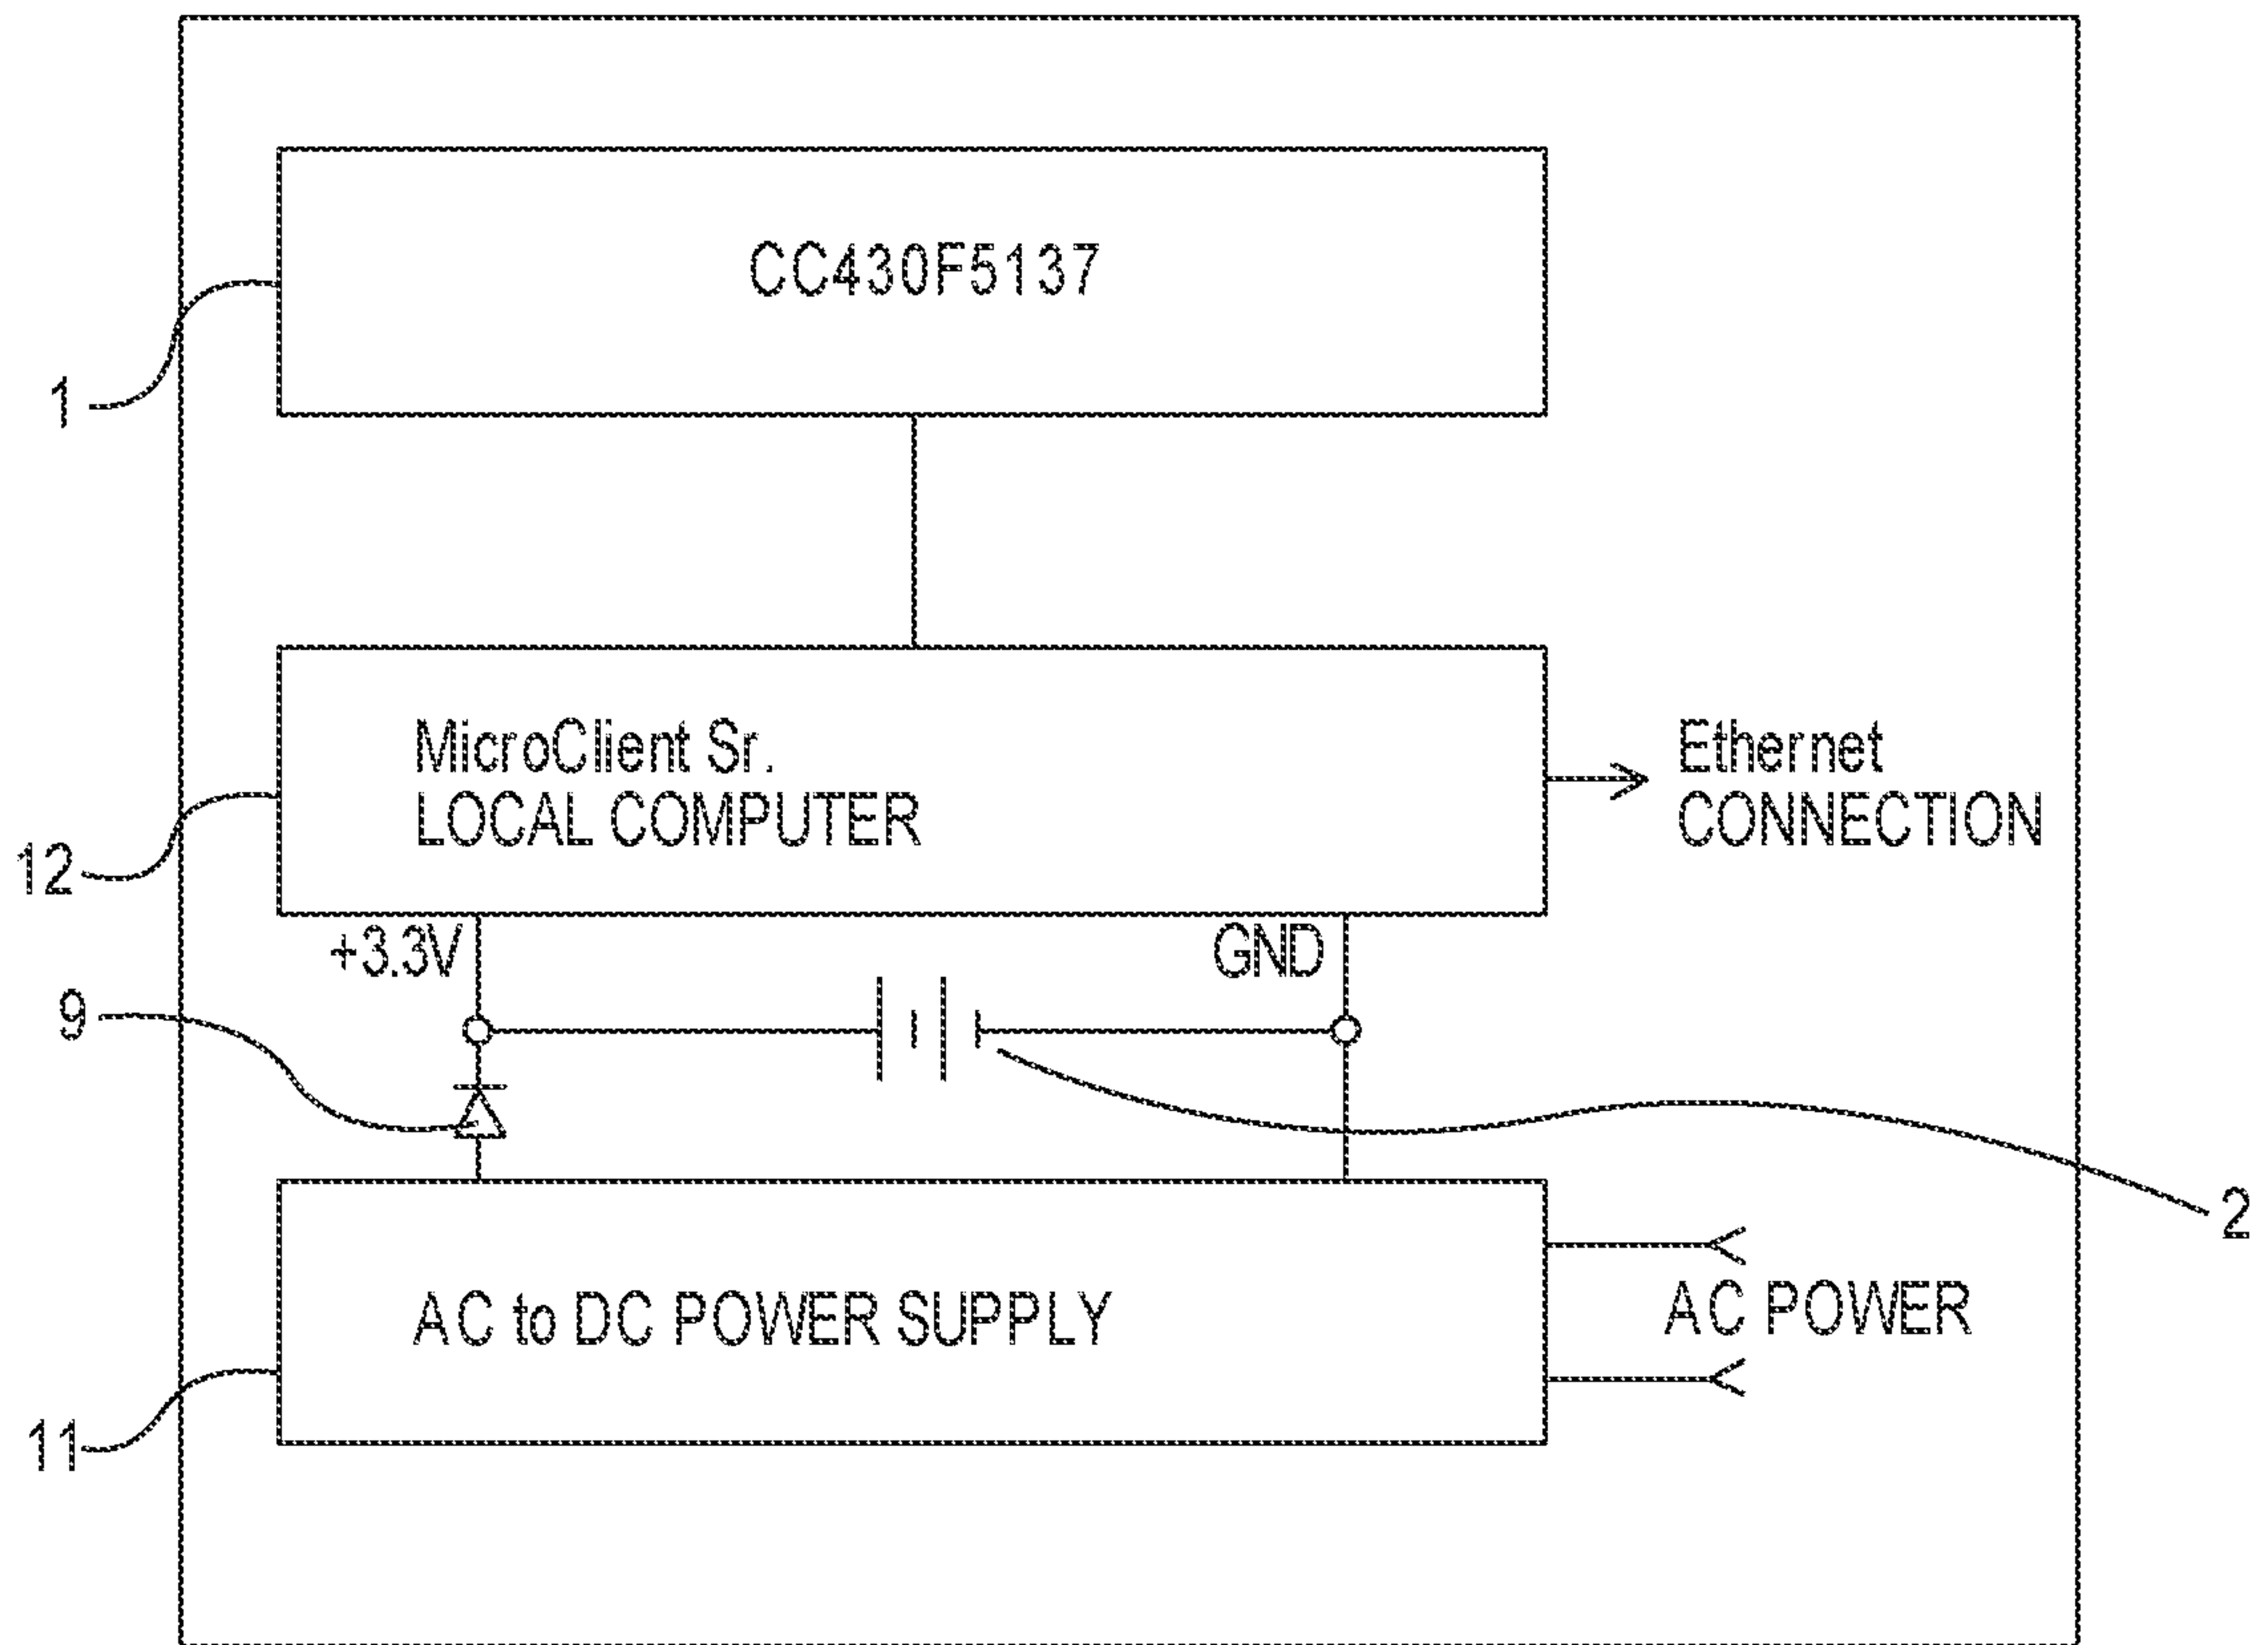 CC430F5137
1
MicroClient Sr.
LOCAL COMPUTER
Ethernet
CONNECTION
12
+3.3V
GND
9
2
AC to DC POWER SUPPLY
AC POWER
11